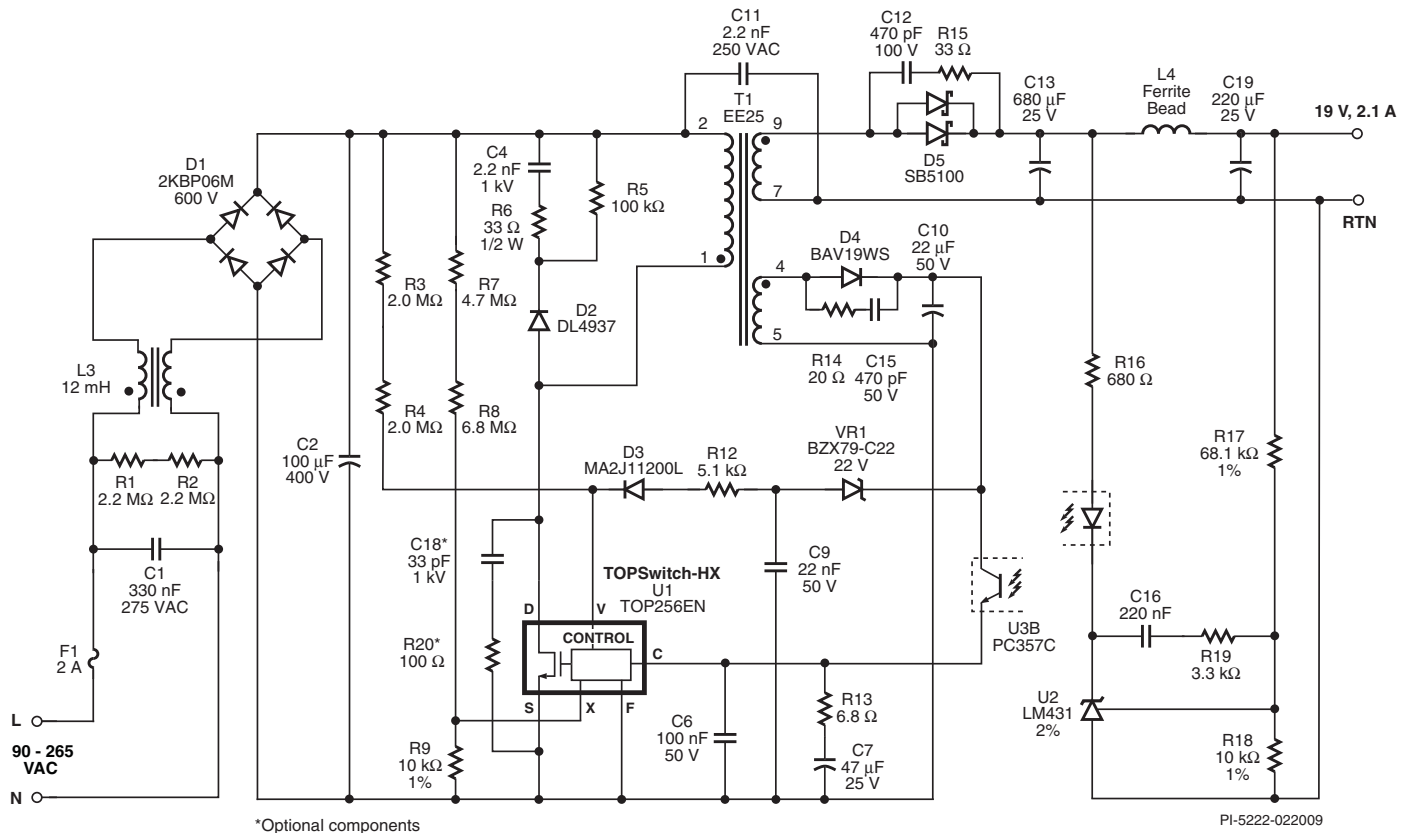 C11
2.2 nF
250 VAC
C12
470 pF
100 V
R15
33 Ω
C13
680 µF
25 V
L4
Ferrite
Bead
C19
220 µF
25 V
19 V, 2.1 A
T1
EE25
2
9
D5
SB5100
7
RTN
D1
2KBP06M
600 V
C4
2.2 nF
1 kV
R6
33 Ω
1/2 W
R5
100 kΩ
1
R3
2.0 MΩ
R7
4.7 MΩ
D2
DL4937
4
D4
BAV19WS
C10
22 µF
50 V
5
R14
20 Ω
C15
470 pF
50 V
L3
12 mH
R4
2.0 MΩ
R8
6.8 MΩ
R16
680 Ω
C2
100 µF
400 V
R1
2.2 MΩ
R2
2.2 MΩ
D3
MA2J11200L
R12
5.1 kΩ
VR1
BZX79-C22
22 V
R17
68.1 kΩ
1%
C1
330 nF
275 VAC
C18*
33 pF
1 kV
C9
22 nF
50 V
TOPSwitch-HX
U1
TOP256EN
D
V
CONTROL
C
S
X
F
R20*
100 Ω
U3B
PC357C
C16
220 nF
R19
3.3 kΩ
F1
2 A
L
90 - 265
VAC
N
R9
10 kΩ
1%
C6
100 nF
50 V
R13
6.8 Ω
C7
47 µF
25 V
U2
LM431
2%
R18
10 kΩ
1%
*Optional components
PI-5222-022009